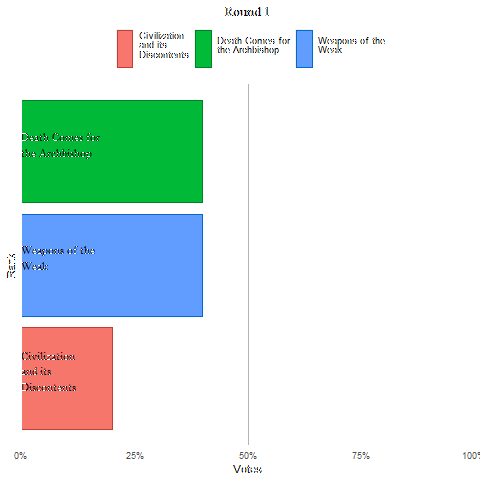 Round 1
Civilization
and its
Discontents
Death Comes for
the Archbishop
Weapons of the
Weak
Death Comes for
the Archbishop
Weapons of the
Weak
Civilization
and its
Discontents
Rank
0%
25%
50%
75%
100%
Votes